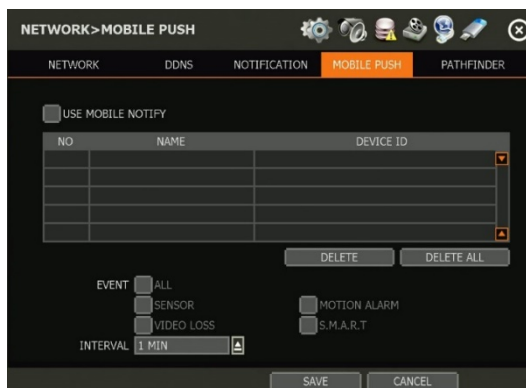 NETWORK>MOBILE PUSH
NETWORK DDNS NOTIFICATION MOBILE PUSH PATHFINDER
USE MOBILE NOTIFY
NO NAME DEVICE ID
DELETE DELETE ALL
EVENT ALL
SENSOR MOTION ALARM
VIDEO LOSS S.M.A.R.T
INTERVAL 1 MIN
SAVE CANCEL